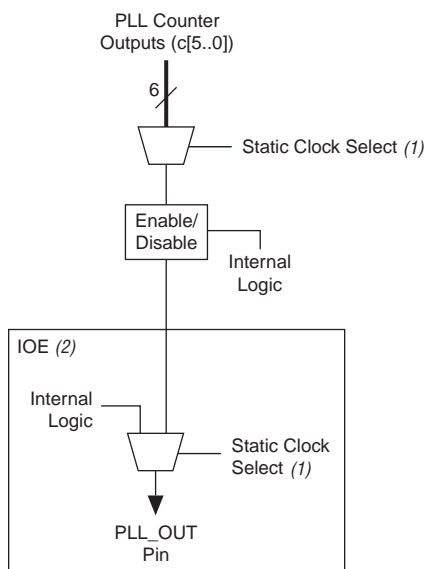 PLL Counter
Outputs (c[5..0])
6
Static Clock Select (1)
Enable/
Disable
Internal
Logic
IOE (2)
Internal
Logic
Static Clock
Select (1)
PLL_OUT
Pin